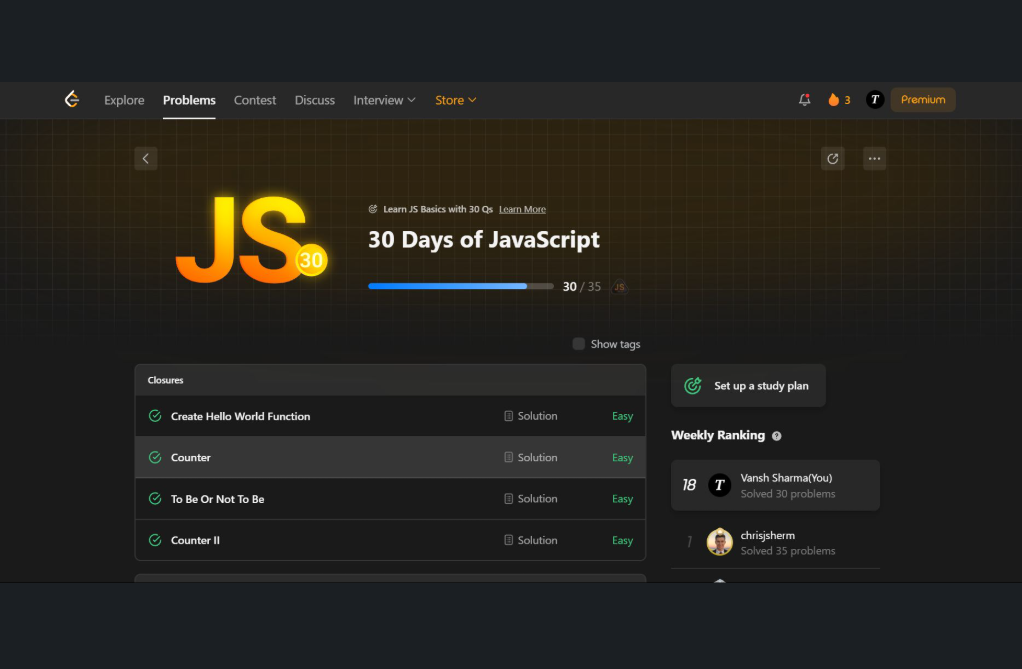 Explore Problems Contest Discuss Interview Store 3 T Premium
Learn JS Basics with 30 Qs Learn More
30 Days of JavaScript
JS 30
30 / 35 JS
Show tags
Closures
Create Hello World Function Solution Easy
Counter Solution Easy
To Be Or Not To Be Solution Easy
Counter II Solution Easy
Set up a study plan
Weekly Ranking ?
18 T Vansh Sharma(You)
Solved 30 problems
1 chrisjsherm
Solved 35 problems